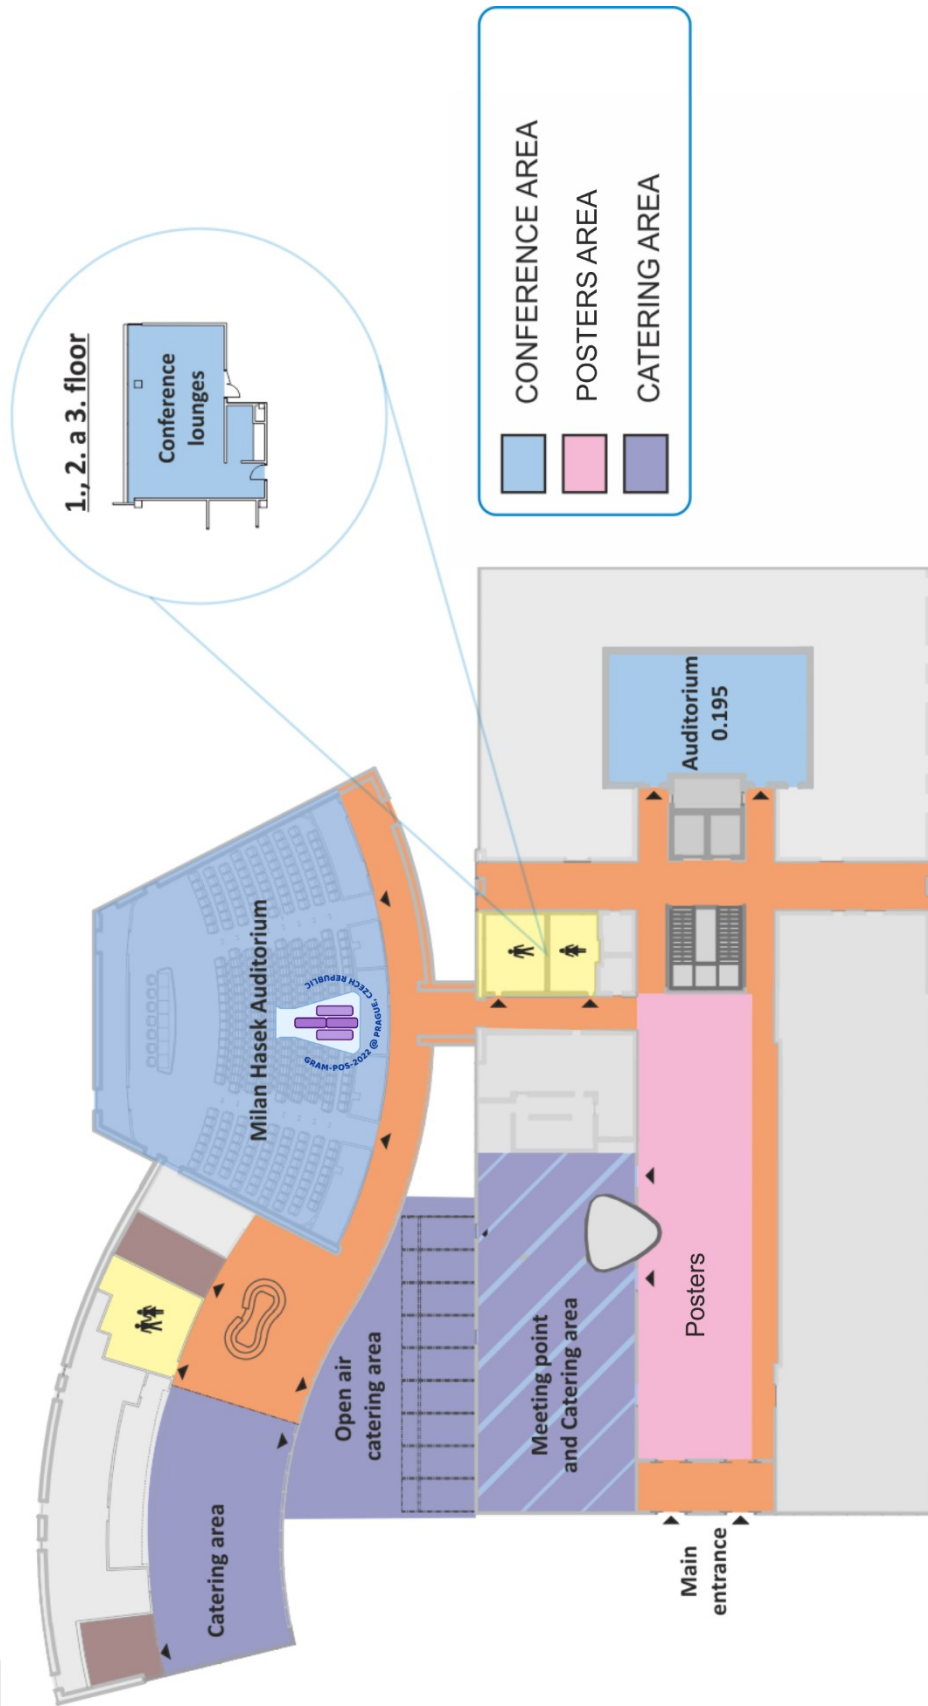 1., 2. a 3. floor
Conference
lounges
CONFERENCE AREA
POSTERS AREA
CATERING AREA
Milan Hasek Auditorium
GRAM-POS-2022 @ PRAGUE, CZECH REPUBLIC
Auditorium
0.195
Catering area
Open air
catering area
Meeting point
and Catering area
Posters
Main
entrance